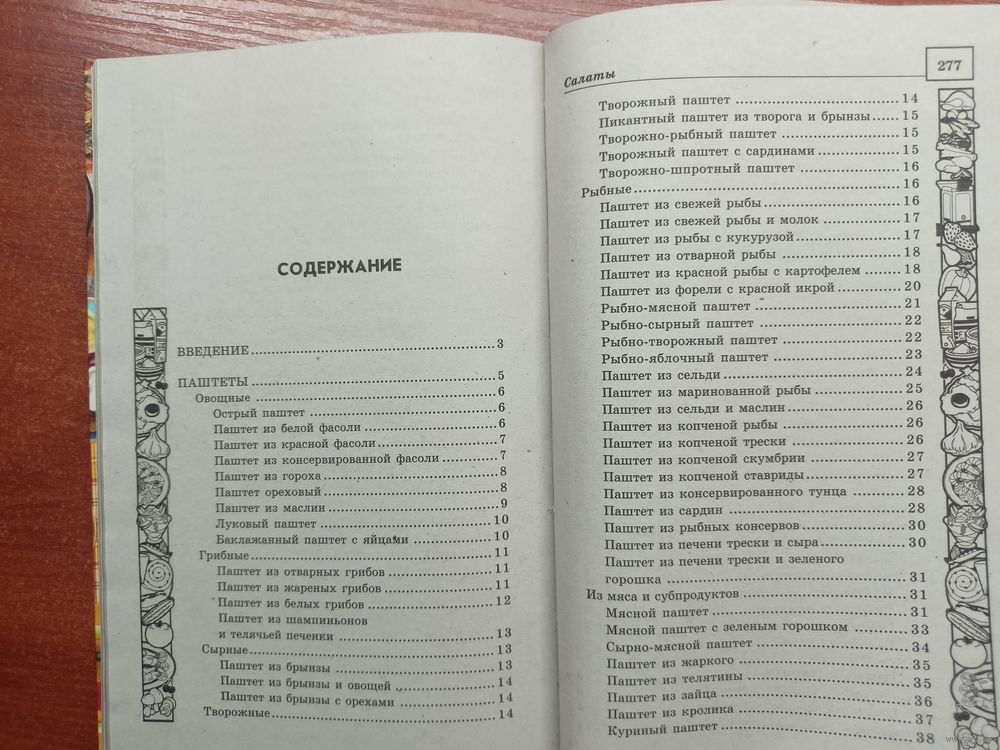 СОДЕРЖАНИЕ
ВВЕДЕНИЕ 3
ПАШТЕТЫ 5
Овощные 6
Острый паштет 6
Паштет из белой фасоли 6
Паштет из красной фасоли 7
Паштет из консервированной фасоли 7
Паштет из гороха 8
Паштет ореховый 8
Паштет из маслин 9
Луковый паштет 10
Баклажанный паштет с яйцами 10
Грибные 11
Паштет из отварных грибов 11
Паштет из жареных грибов 11
Паштет из белых грибов 12
Паштет из шампиньонов
и телячьей печенки 13
Сырные 13
Паштет из брынзы 13
Паштет из брынзы и овощей 14
Паштет из брынзы с орехами 14
Творожные 14
Салаты 277
Творожный паштет 14
Пикантный паштет из творога и брынзы 15
Творожно-рыбный паштет 15
Творожный паштет с сардинами 15
Творожно-шпротный паштет 16
Рыбные 16
Паштет из свежей рыбы 16
Паштет из свежей рыбы и молок 17
Паштет из рыбы с кукурузой 17
Паштет из отварной рыбы 18
Паштет из красной рыбы с картофелем 18
Паштет из форели с красной икрой 20
Рыбно-мясной паштет 21
Рыбно-сырный паштет 22
Рыбно-творожный паштет 22
Рыбно-яблочный паштет 23
Паштет из сельди 24
Паштет из маринованной рыбы 25
Паштет из сельди и маслин 26
Паштет из копченой рыбы 26
Паштет из копченой трески 26
Паштет из копченой скумбрии 27
Паштет из копченой ставриды 27
Паштет из консервированного тунца 28
Паштет из сардин 28
Паштет из рыбных консервов 30
Паштет из печени трески и сыра 30
Паштет из печени трески и зеленого
горошка 31
Из мяса и субпродуктов 31
Мясной паштет 31
Мясной паштет с зеленым горошком 33
Сырно-мясной паштет 34
Паштет из жаркого 35
Паштет из телятины 35
Паштет из зайца 36
Паштет из кролика 37
Куриный паштет 38